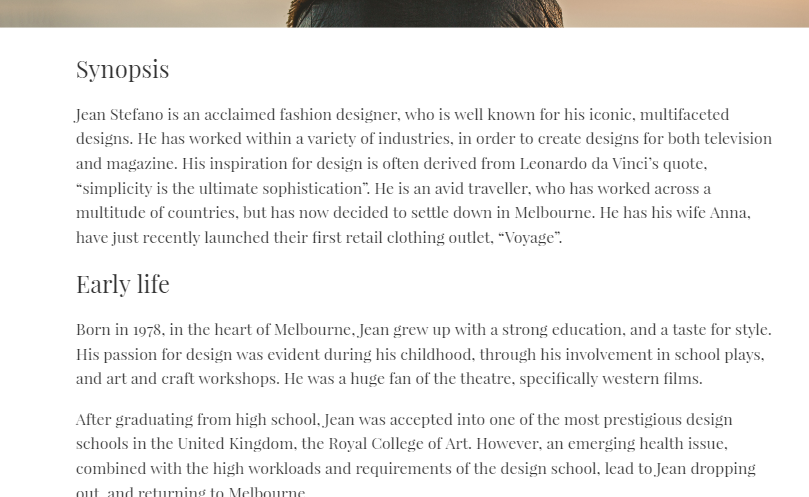 Synopsis
Jean Stefano is an acclaimed fashion designer, who is well known for his iconic, multifaceted
designs. He has worked within a variety of industries, in order to create designs for both television
and magazine. His inspiration for design is often derived from Leonardo da Vinci’s quote,
“simplicity is the ultimate sophistication”. He is an avid traveller, who has worked across a
multitude of countries, but has now decided to settle down in Melbourne. He has his wife Anna,
have just recently launched their first retail clothing outlet, “Voyage”.
Early life
Born in 1978, in the heart of Melbourne, Jean grew up with a strong education, and a taste for style.
His passion for design was evident during his childhood, through his involvement in school plays,
and art and craft workshops. He was a huge fan of the theatre, specifically western films.
After graduating from high school, Jean was accepted into one of the most prestigious design
schools in the United Kingdom, the Royal College of Art. However, an emerging health issue,
combined with the high workloads and requirements of the design school, lead to Jean dropping
out, and returning to Melbourne